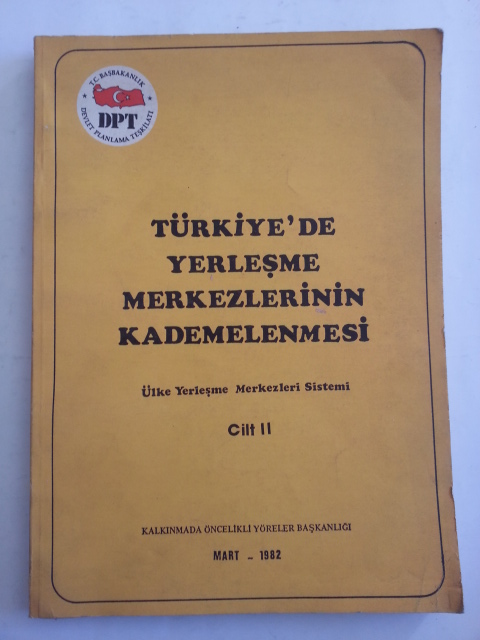 T.C. BAŞBAKANLIK
DPT
DEVLET PLANLAMA TEŞKİLATI
TÜRKİYE'DE
YERLEŞME
MERKEZLERİNİN
KADEMELENMESİ
Ülke Yerleşme Merkezleri Sistemi
Cilt II
KALKINMADA ÖNCELİKLİ YÖRELER BAŞKANLIĞI
MART - 1982